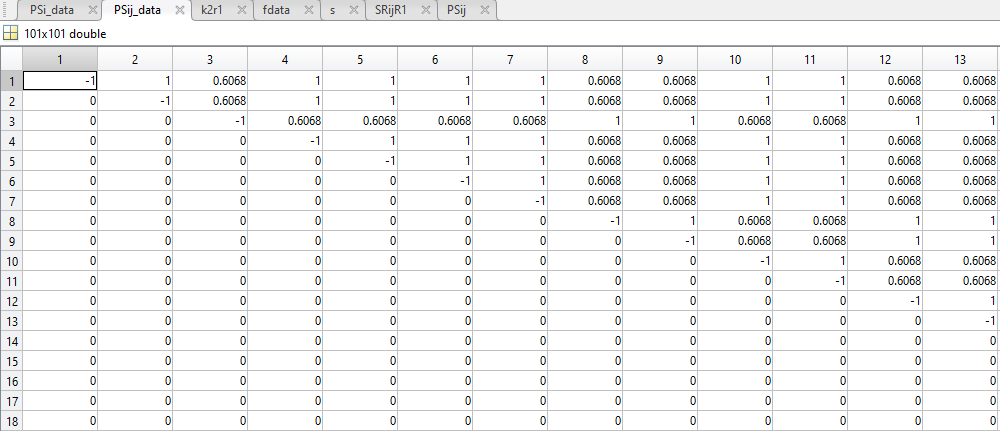 PSi_data PSij_data k2r1 fdata s SRijR1 PSij
101x101 double
1 2 3 4 5 6 7 8 9 10 11 12 13
1 -1 1 0.6068 1 1 1 1 0.6068 0.6068 1 1 0.6068 0.6068
2 0 -1 0.6068 1 1 1 1 0.6068 0.6068 1 1 0.6068 0.6068
3 0 0 -1 0.6068 0.6068 0.6068 0.6068 1 1 0.6068 0.6068 1 1
4 0 0 0 -1 1 1 1 0.6068 0.6068 1 1 0.6068 0.6068
5 0 0 0 0 -1 1 1 0.6068 0.6068 1 1 0.6068 0.6068
6 0 0 0 0 0 -1 1 0.6068 0.6068 1 1 0.6068 0.6068
7 0 0 0 0 0 0 -1 0.6068 0.6068 1 1 0.6068 0.6068
8 0 0 0 0 0 0 0 -1 1 0.6068 0.6068 1 1
9 0 0 0 0 0 0 0 0 -1 0.6068 0.6068 1 1
10 0 0 0 0 0 0 0 0 0 -1 1 0.6068 0.6068
11 0 0 0 0 0 0 0 0 0 0 -1 0.6068 0.6068
12 0 0 0 0 0 0 0 0 0 0 0 -1 1
13 0 0 0 0 0 0 0 0 0 0 0 0 -1
14 0 0 0 0 0 0 0 0 0 0 0 0 0
15 0 0 0 0 0 0 0 0 0 0 0 0 0
16 0 0 0 0 0 0 0 0 0 0 0 0 0
17 0 0 0 0 0 0 0 0 0 0 0 0 0
18 0 0 0 0 0 0 0 0 0 0 0 0 0